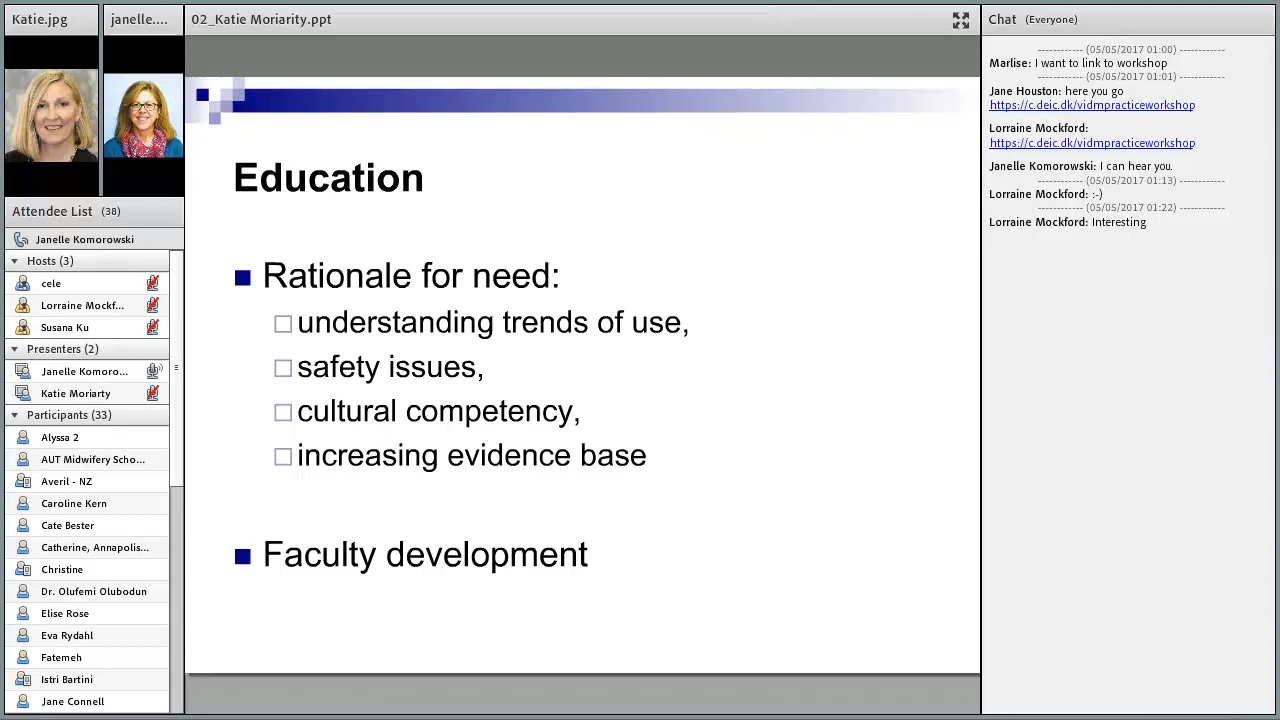 Katie.jpg
janelle....
02_Katie Moriarity.ppt
Chat (Everyone)
Attendee List (38)
Janelle Komorowski
Hosts (3)
cele
Lorraine Mockf...
Susana Ku
Presenters (2)
Janelle Komoro...
Katie Moriarty
Participants (33)
Alyssa 2
AUT Midwifery Scho...
Averil - NZ
Caroline Kern
Cate Bester
Catherine, Annapolis...
Christine
Dr. Olufemi Olubodun
Elise Rose
Eva Rydahl
Fatemeh
Istri Bartini
Jane Connell
Education
Rationale for need:
understanding trends of use,
safety issues,
cultural competency,
increasing evidence base
Faculty development
------------ (05/05/2017 01:00) ------------
Marlise: I want to link to workshop
------------ (05/05/2017 01:01) ------------
Jane Houston: here you go
https://c.deic.dk/vidmpracticeworkshop
Lorraine Mockford:
https://c.deic.dk/vidmpracticeworkshop
Janelle Komorowski: I can hear you.
------------ (05/05/2017 01:13) ------------
Lorraine Mockford: :-)
------------ (05/05/2017 01:22) ------------
Lorraine Mockford: Interesting